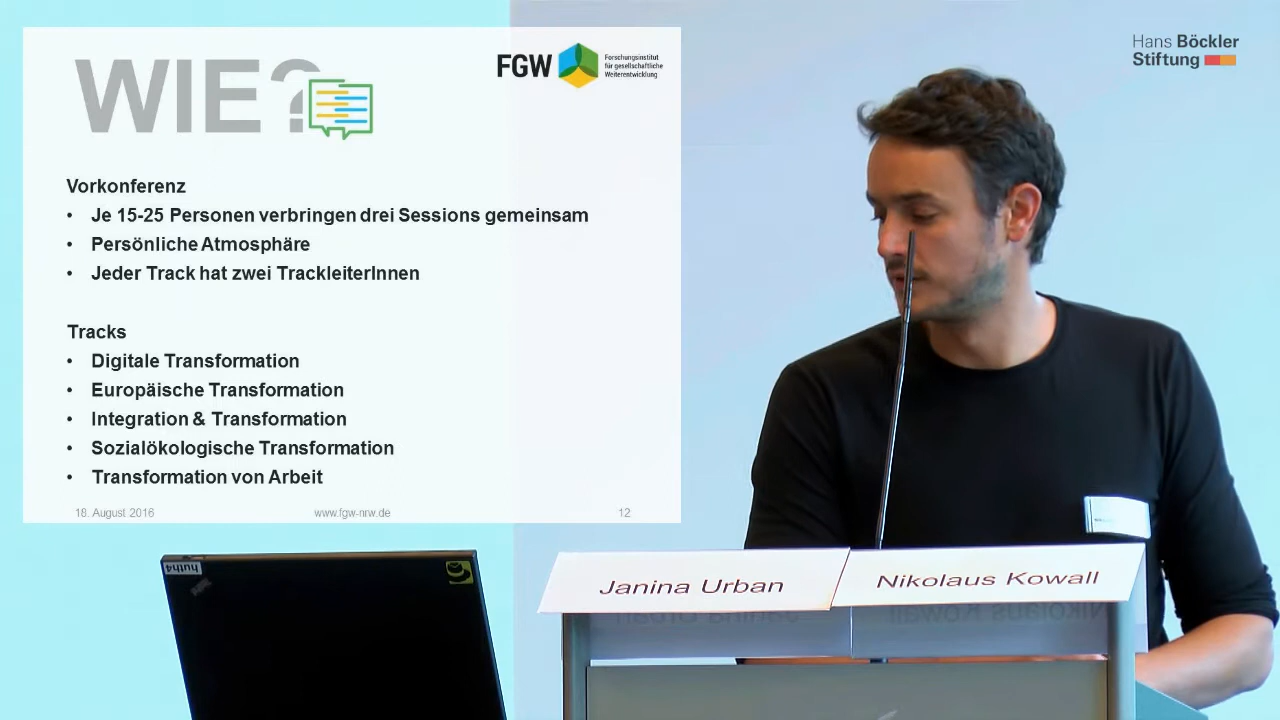 WIE?
FGW
Forschungsinstitut
für gesellschaftliche
Weiterentwicklung
Hans Böckler
Stiftung
Vorkonferenz
• Je 15-25 Personen verbringen drei Sessions gemeinsam
• Persönliche Atmosphäre
• Jeder Track hat zwei TrackleiterInnen
Tracks
• Digitale Transformation
• Europäische Transformation
• Integration & Transformation
• Sozialökologische Transformation
• Transformation von Arbeit
18. August 2016
www.fgw-nrw.de
12
huth4
Janina Urban
Nikolaus Kowall